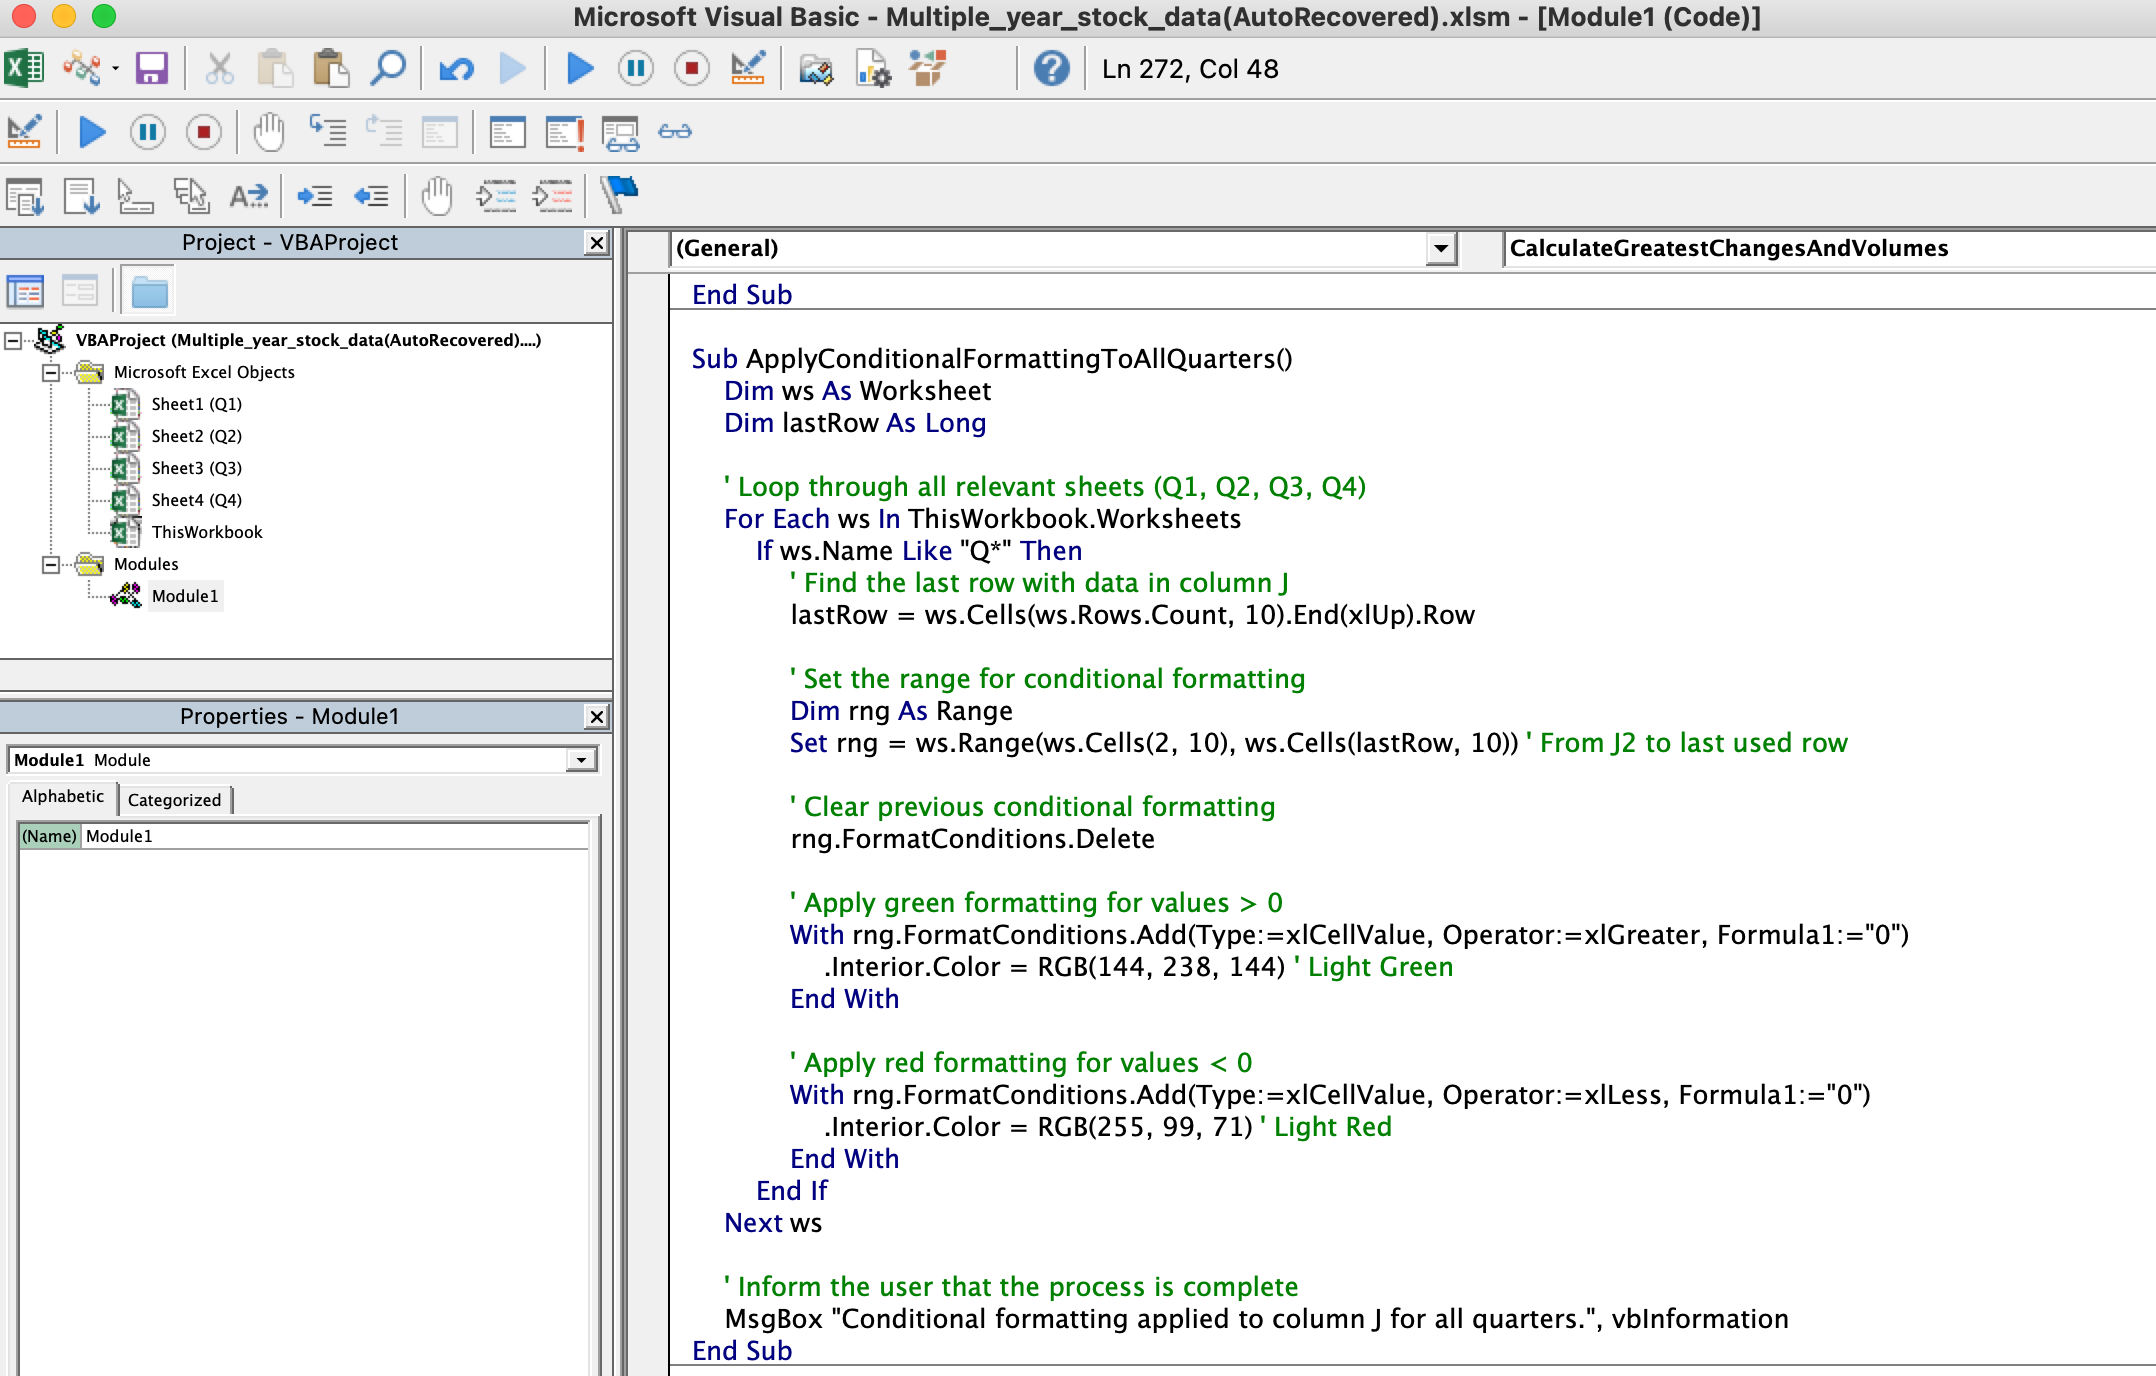 Microsoft Visual Basic - Multiple_year_stock_data(AutoRecovered).xlsm - [Module1 (Code)]
Ln 272, Col 48
Project - VBAProject
VBAProject (Multiple_year_stock_data(AutoRecovered)....)
Microsoft Excel Objects
Sheet1 (Q1)
Sheet2 (Q2)
Sheet3 (Q3)
Sheet4 (Q4)
ThisWorkbook
Modules
Module1
Properties - Module1
Module1 Module
Alphabetic
Categorized
(Name) Module1
(General)
CalculateGreatestChangesAndVolumes
End Sub
Sub ApplyConditionalFormattingToAllQuarters()
Dim ws As Worksheet
Dim lastRow As Long
' Loop through all relevant sheets (Q1, Q2, Q3, Q4)
For Each ws In ThisWorkbook.Worksheets
If ws.Name Like "Q*" Then
' Find the last row with data in column J
lastRow = ws.Cells(ws.Rows.Count, 10).End(xlUp).Row
' Set the range for conditional formatting
Dim rng As Range
Set rng = ws.Range(ws.Cells(2, 10), ws.Cells(lastRow, 10)) ' From J2 to last used row
' Clear previous conditional formatting
rng.FormatConditions.Delete
' Apply green formatting for values > 0
With rng.FormatConditions.Add(Type:=xlCellValue, Operator:=xlGreater, Formula1:="0")
.Interior.Color = RGB(144, 238, 144) ' Light Green
End With
' Apply red formatting for values < 0
With rng.FormatConditions.Add(Type:=xlCellValue, Operator:=xlLess, Formula1:="0")
.Interior.Color = RGB(255, 99, 71) ' Light Red
End With
End If
Next ws
' Inform the user that the process is complete
MsgBox "Conditional formatting applied to column J for all quarters.", vbInformation
End Sub